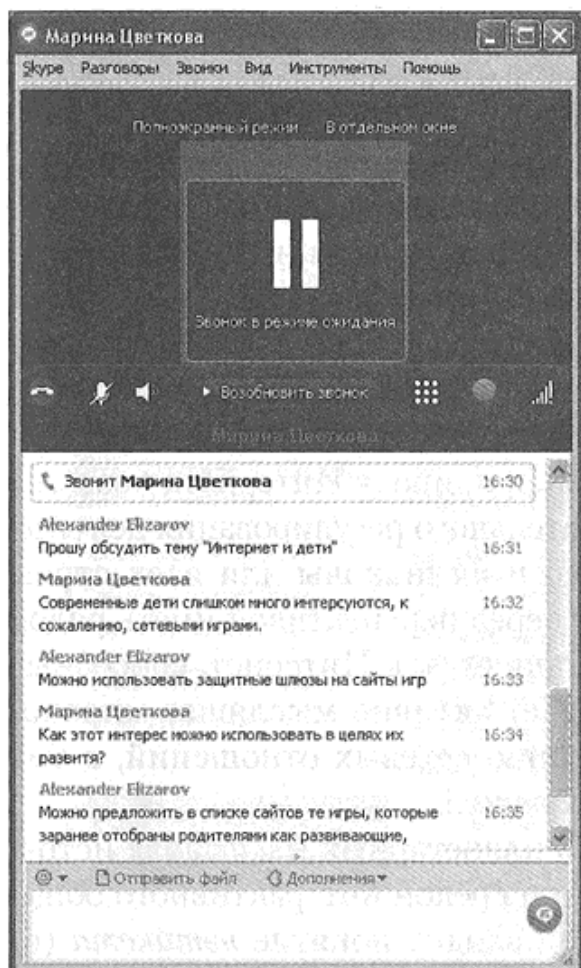 Марина Цветкова
Skype Разговоры Звонки Вид Инструменты Помощь
Полноэкранный режим В отдельном окне
Звонок в режиме ожидания
Возобновить звонок
Марина Цветкова
Звонит Марина Цветкова 16:30
Alexander Elizarov
Прошу обсудить тему "Интернет и дети" 16:31
Марина Цветкова
Современные дети слишком много интерсуются, к 16:32
сожалению, сетевыми играми.
Alexander Elizarov
Можно использовать защитные шлюзы на сайты игр 16:33
Марина Цветкова
Как этот интерес можно использовать в целях их 16:34
развитя?
Alexander Elizarov
Можно предложить в списке сайтов те игры, которые 16:35
заранее отобраны родителями как развивающие,
Отправить файл Дополнения